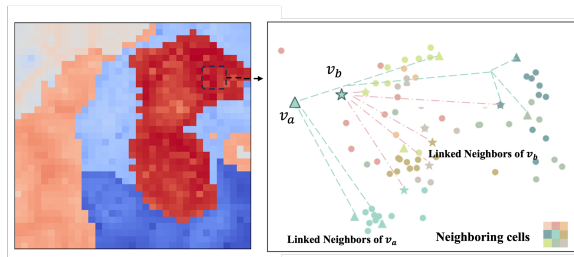 v_b
v_a
Linked Neighbors of v_b
Linked Neighbors of v_a
Neighboring cells